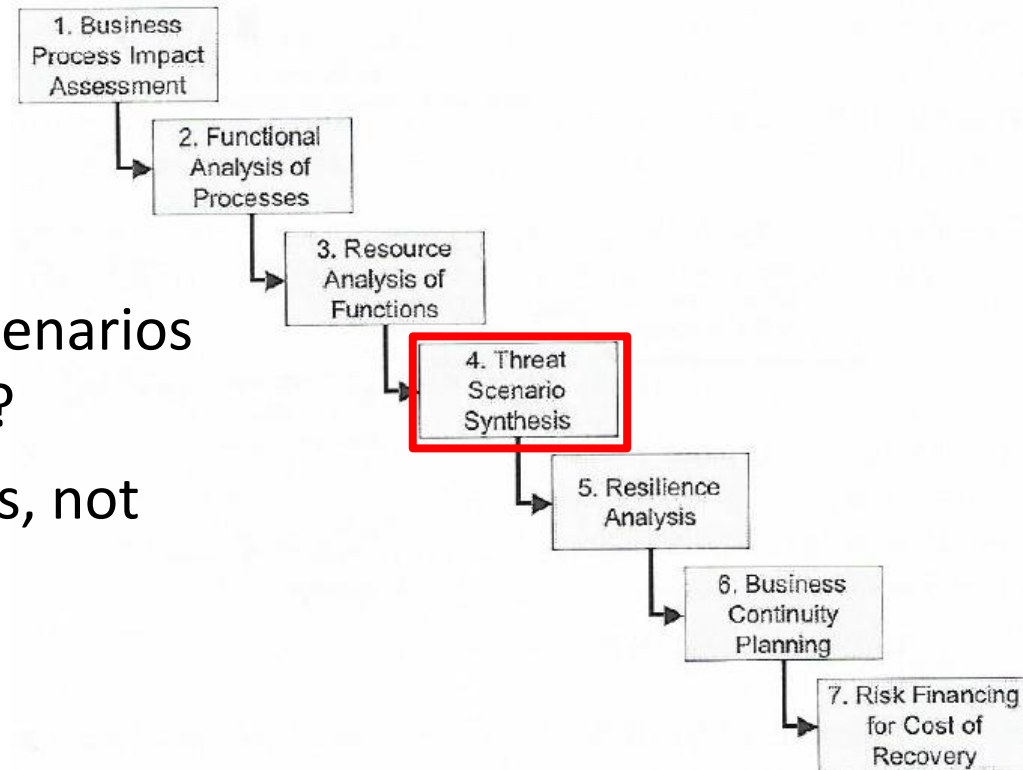 1. Business
Process Impact
Assessment
2. Functional
Analysis of
Processes
3. Resource
Analysis of
Functions
enarios
?
4. Threat
Scenario
Synthesis
s, not
5. Resilience
Analysis
6. Business
Continuity
Planning
7. Risk Financing
for Cost of
Recovery